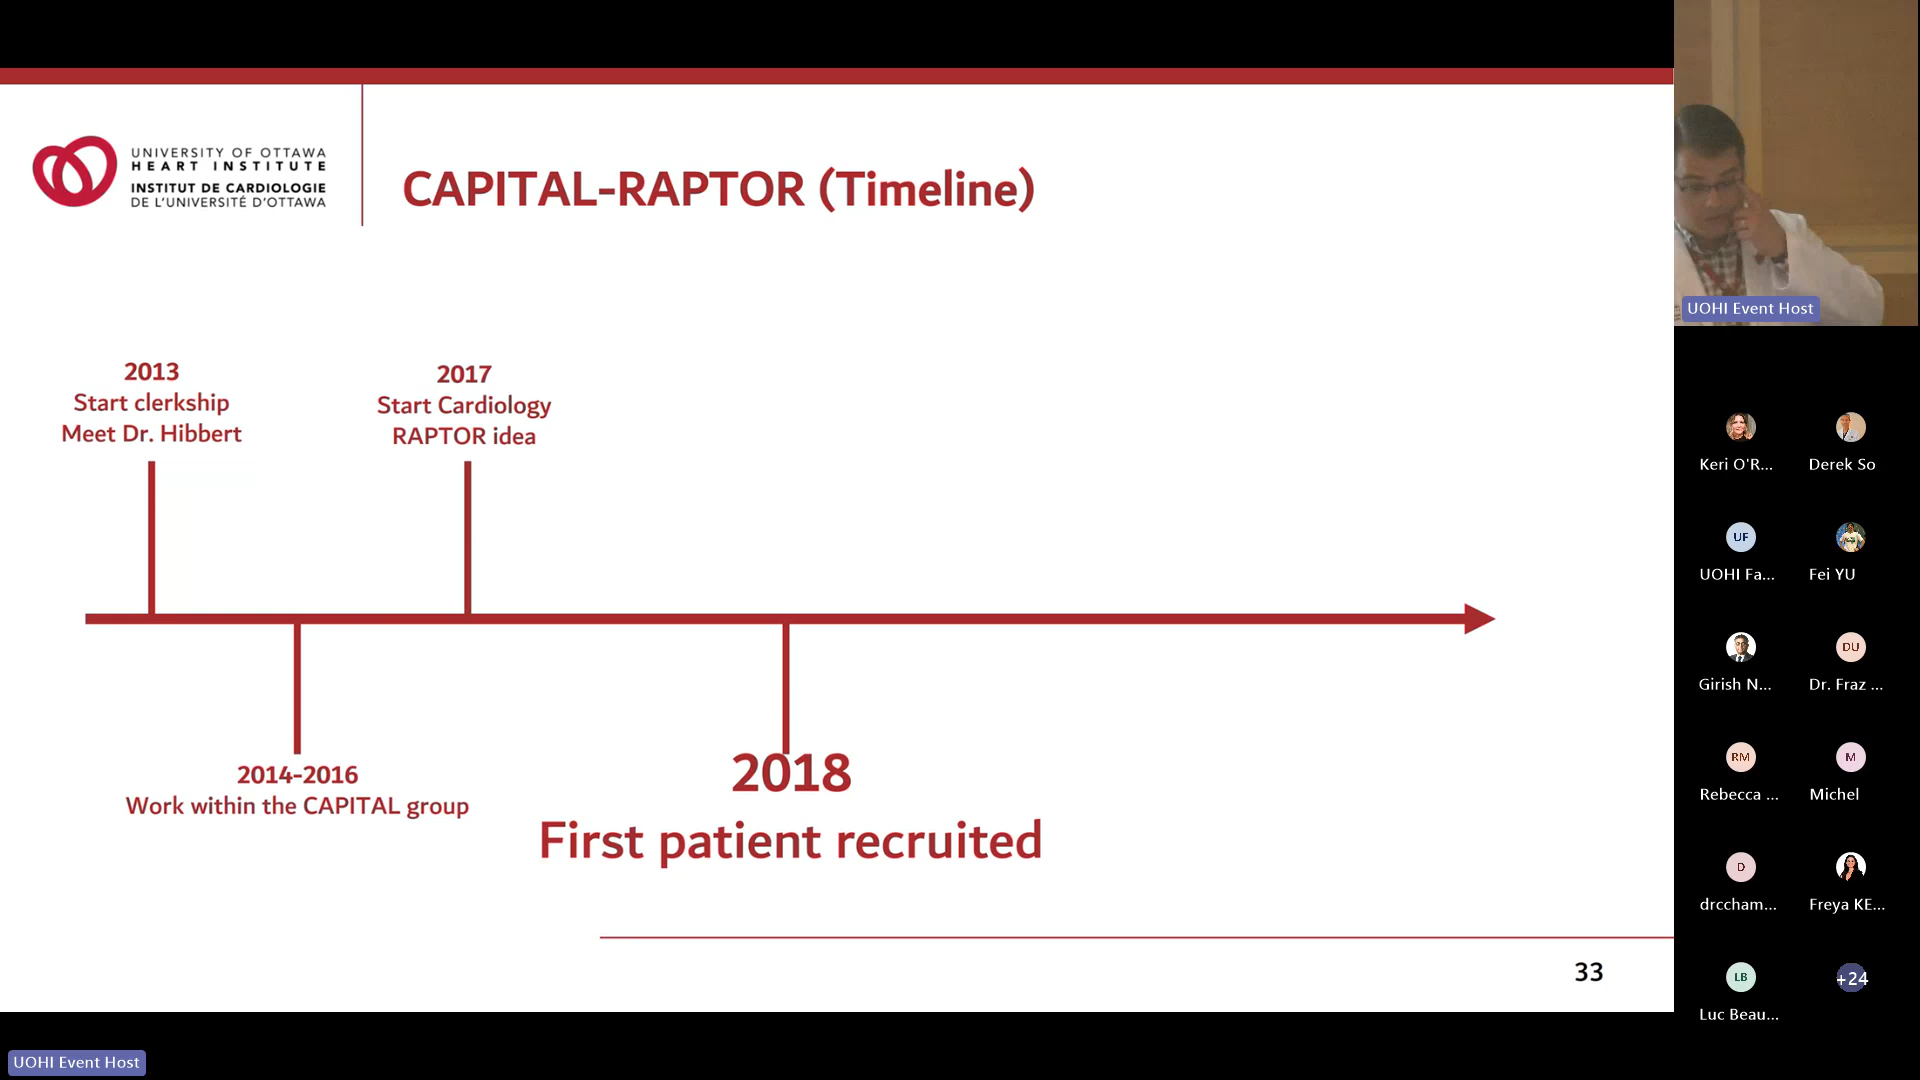 UNIVERSITY OF OTTAWA
HEART INSTITUTE
INSTITUT DE CARDIOLOGIE
DE L'UNIVERSITÉ D'OTTAWA
CAPITAL-RAPTOR (Timeline)
2013
Start clerkship
Meet Dr. Hibbert
2017
Start Cardiology
RAPTOR idea
2014-2016
Work within the CAPITAL group
2018
First patient recruited
33
UOHI Event Host
Keri O'R...
Derek So
UF
UOHI Fa...
Fei YU
Girish N...
DU
Dr. Fraz ...
RM
Rebecca ...
M
Michel
D
drccham...
Freya KE...
LB
Luc Beau...
+24
UOHI Event Host